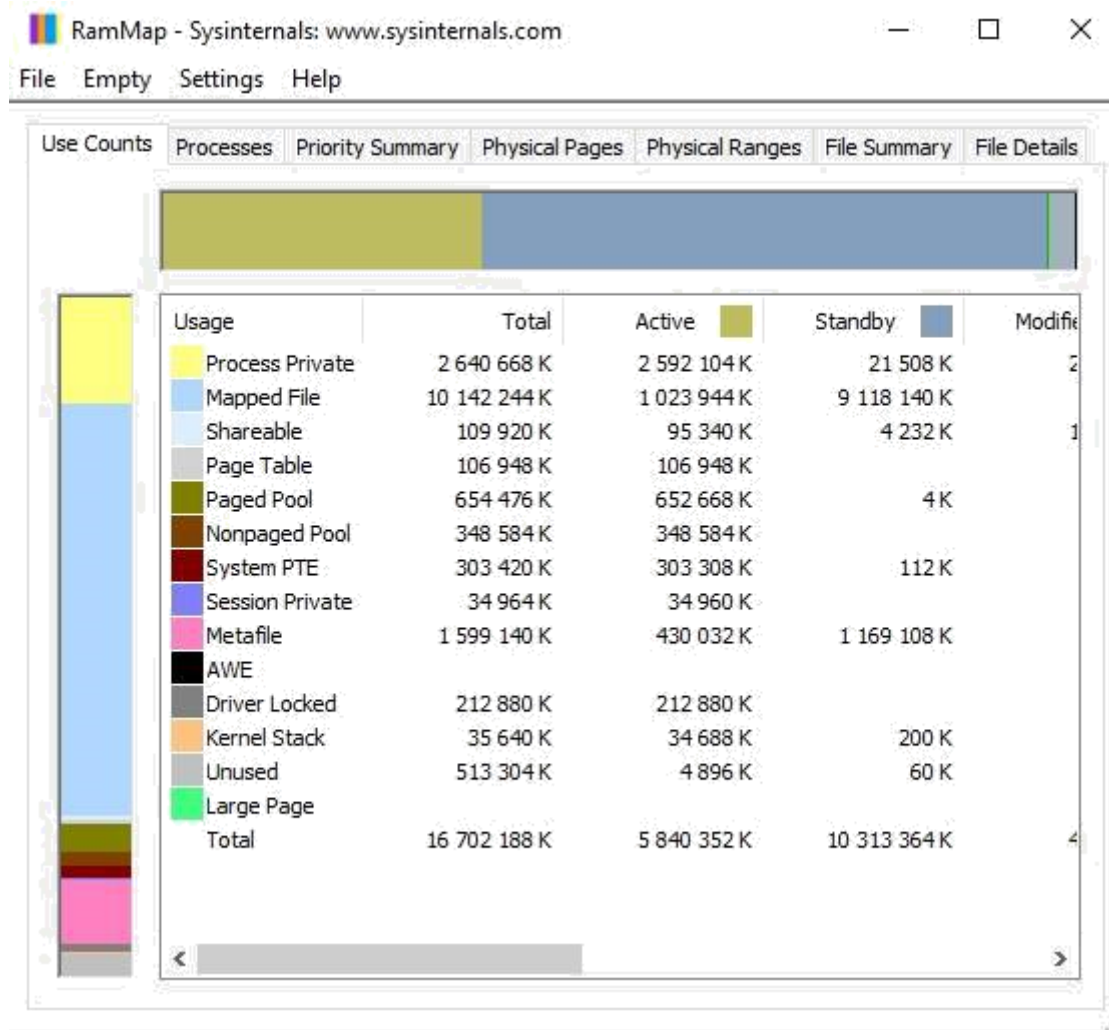 RamMap - Sysinternals: www.sysinternals.com
File Empty Settings Help
Use Counts Processes Priority Summary Physical Pages Physical Ranges File Summary File Details
Usage Total Active Standby Modifie
Process Private 2 640 668 K 2 592 104 K 21 508 K 2
Mapped File 10 142 244 K 1 023 944 K 9 118 140 K
Shareable 109 920 K 95 340 K 4 232 K 1
Page Table 106 948 K 106 948 K
Paged Pool 654 476 K 652 668 K 4 K
Nonpaged Pool 348 584 K 348 584 K
System PTE 303 420 K 303 308 K 112 K
Session Private 34 964 K 34 960 K
Metafile 1 599 140 K 430 032 K 1 169 108 K
AWE
Driver Locked 212 880 K 212 880 K
Kernel Stack 35 640 K 34 688 K 200 K
Unused 513 304 K 4 896 K 60 K
Large Page
Total 16 702 188 K 5 840 352 K 10 313 364 K 4